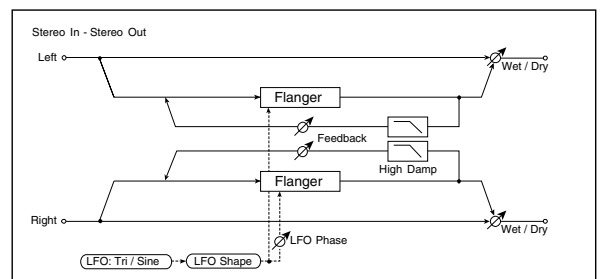 Stereo In - Stereo Out
Left
Wet / Dry
Flanger
Feedback
High Damp
Flanger
Right
Wet / Dry
LFO Phase
LFO: Tri / Sine
LFO Shape